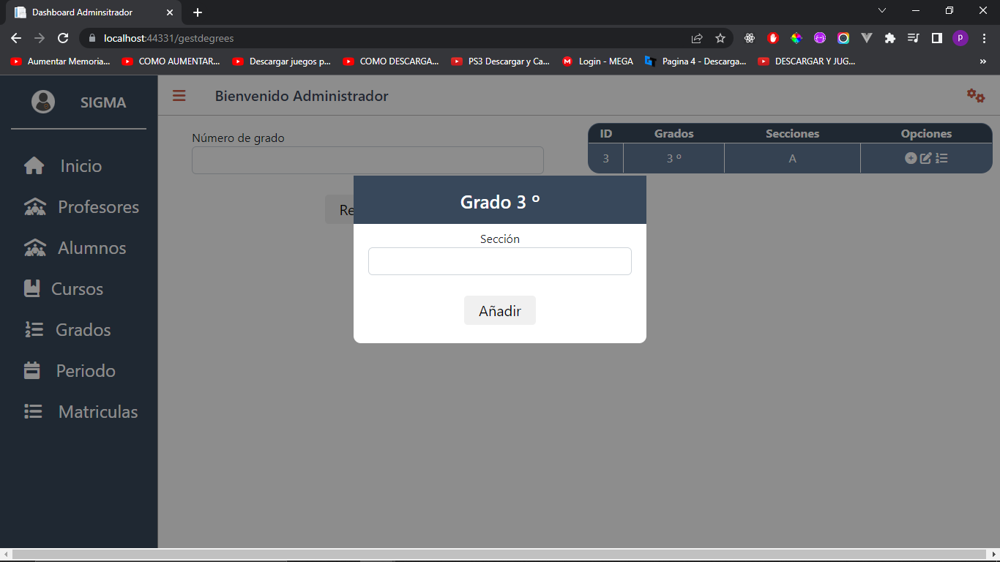 Dashboard Adminsitrador
localhost:44331/gestdegrees
p
Aumentar Memoria...
COMO AUMENTAR...
Descargar juegos p...
COMO DESCARGA...
PS3 Descargar y Ca...
Login - MEGA
Pagina 4 - Descarga...
DESCARGAR Y JUG...
»
SIGMA
Bienvenido Administrador
Inicio
Profesores
Alumnos
Cursos
Grados
Periodo
Matriculas
Número de grado
Re
ID Grados Secciones Opciones
3 3 º A
Grado 3 º
Sección
Añadir